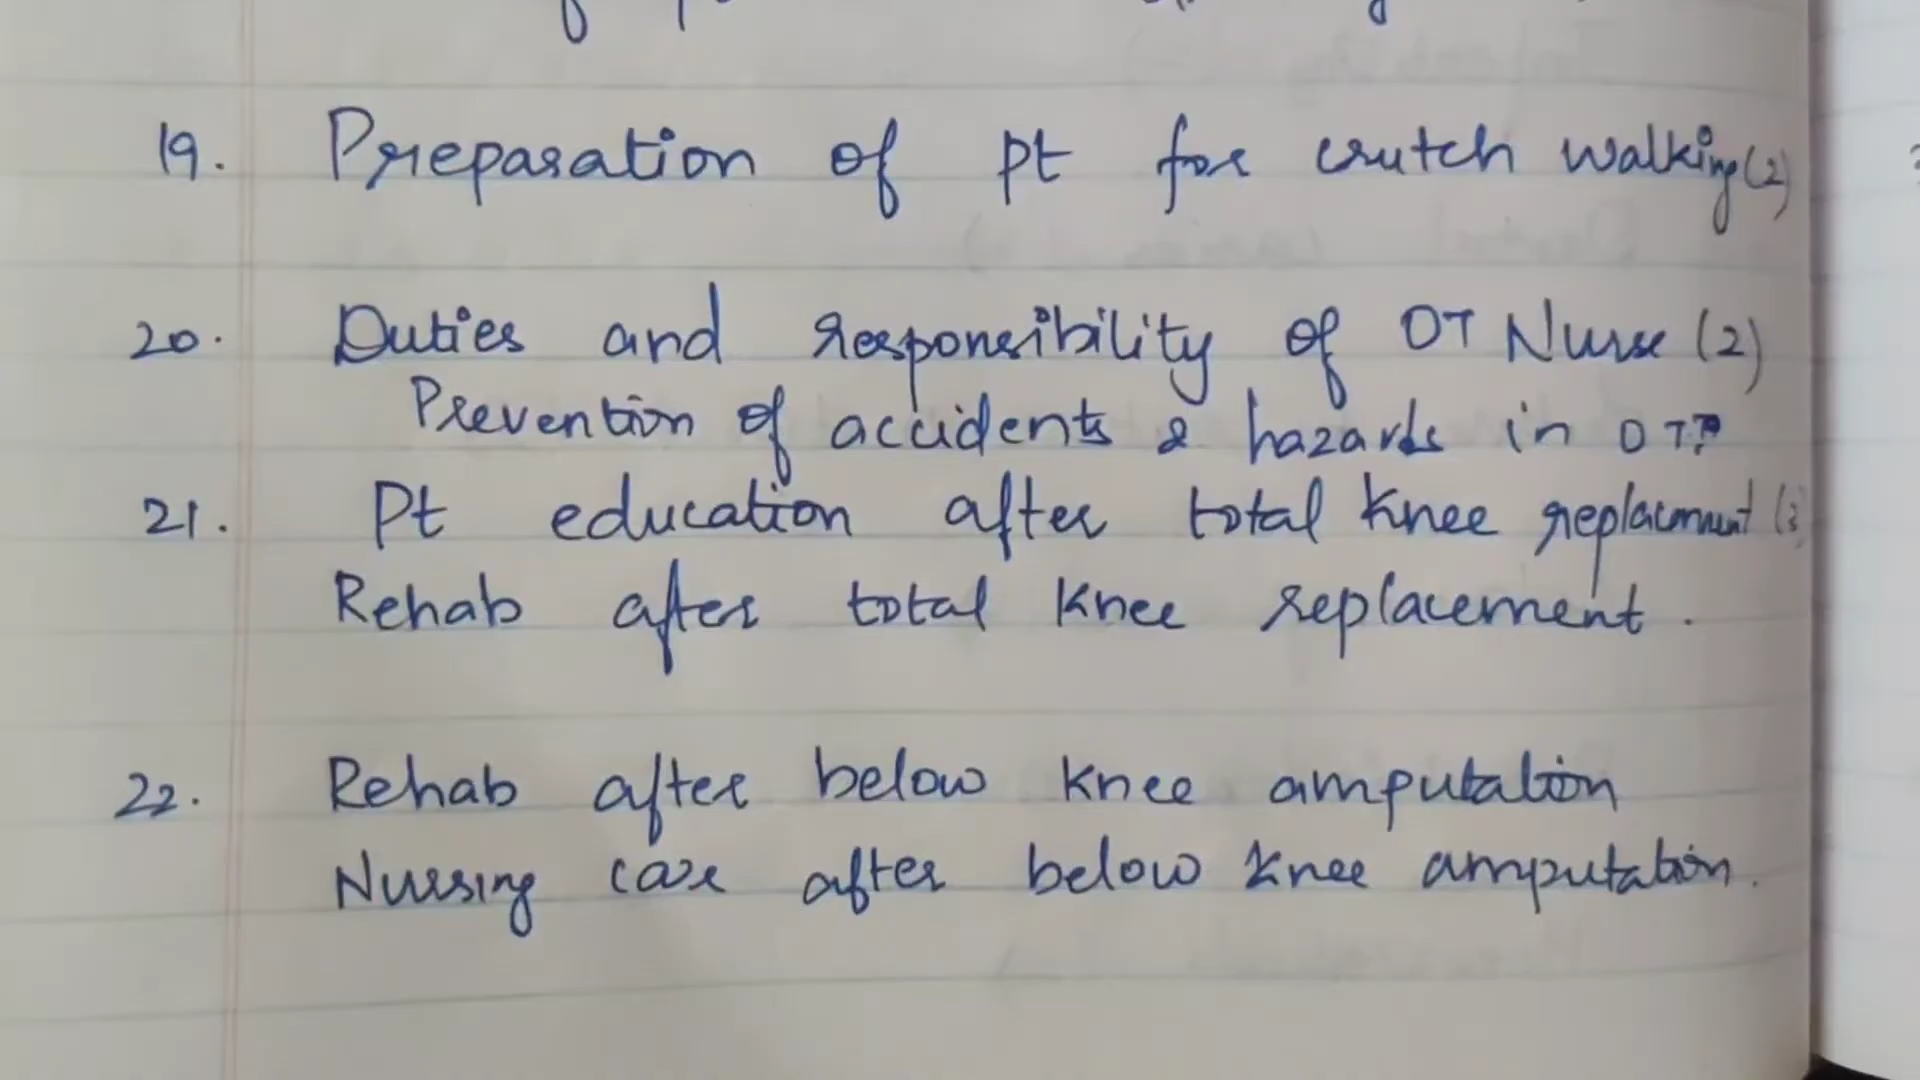 19. Preparation of pt for crutch walking (2)
20. Duties and responsibility of OT Nurse (2)
Prevention of accidents & hazards in OT?
21. Pt education after total knee replacement
Rehab after total knee replacement.
22. Rehab after below knee amputation
Nursing care after below knee amputation.